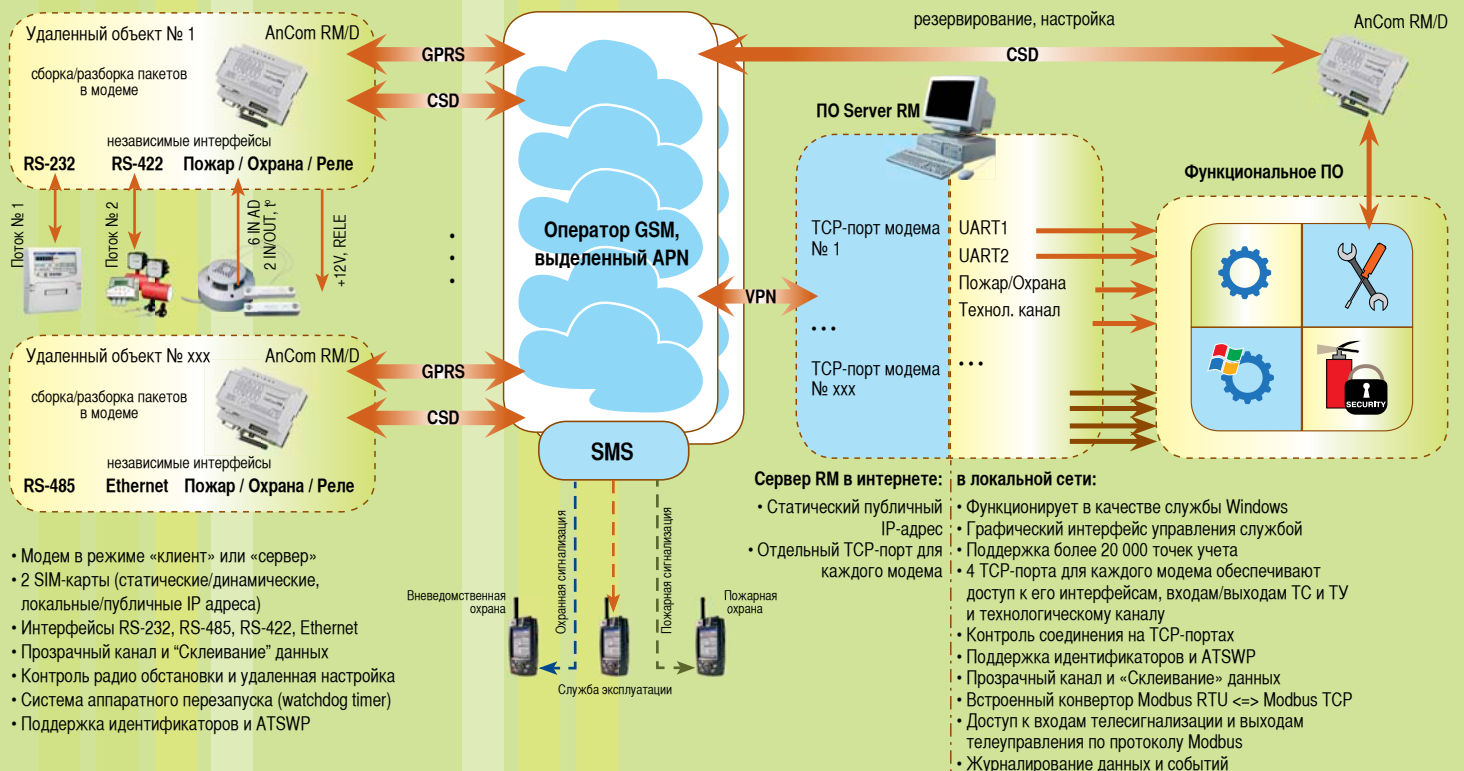 Удаленный объект № 1
AnCom RM/D
сборка/разборка пакетов
в модеме
независимые интерфейсы
RS-232
RS-422
Пожар / Охрана / Реле
Поток № 1
Поток № 2
6 IN AD
2 IN/OUT, t°
+12V, RELE
Удаленный объект № xxx
AnCom RM/D
сборка/разборка пакетов
в модеме
независимые интерфейсы
RS-485
Ethernet
Пожар / Охрана / Реле
• Модем в режиме «клиент» или «сервер»
• 2 SIM-карты (статические/динамические,
локальные/публичные IP адреса)
• Интерфейсы RS-232, RS-485, RS-422, Ethernet
• Прозрачный канал и “Склеивание” данных
• Контроль радио обстановки и удаленная настройка
• Система аппаратного перезапуска (watchdog timer)
• Поддержка идентификаторов и ATSWP
GPRS
CSD
GPRS
CSD
Оператор GSM,
выделенный APN
SMS
Охранная сигнализация
Пожарная сигнализация
Вневедомственная
охрана
Служба эксплуатации
Пожарная
охрана
резервирование, настройка
CSD
AnCom RM/D
VPN
ПО Server RM
TCP-порт модема
№ 1
...
TCP-порт модема
№ xxx
UART1
UART2
Пожар/Охрана
Технол. канал
...
Функциональное ПО
SECURITY
Сервер RM в интернете:
• Статический публичный
IP-адрес
• Отдельный TCP-порт для
каждого модема
в локальной сети:
• Функционирует в качестве службы Windows
• Графический интерфейс управления службой
• Поддержка более 20 000 точек учета
• 4 TCP-порта для каждого модема обеспечивают
доступ к его интерфейсам, входам/выходам ТС и ТУ
и технологическому каналу
• Контроль соединения на TCP-портах
• Поддержка идентификаторов и ATSWP
• Прозрачный канал и «Склеивание» данных
• Встроенный конвертор Modbus RTU <=> Modbus TCP
• Доступ к входам телесигнализации и выходам
телеуправления по протоколу Modbus
• Журналирование данных и событий